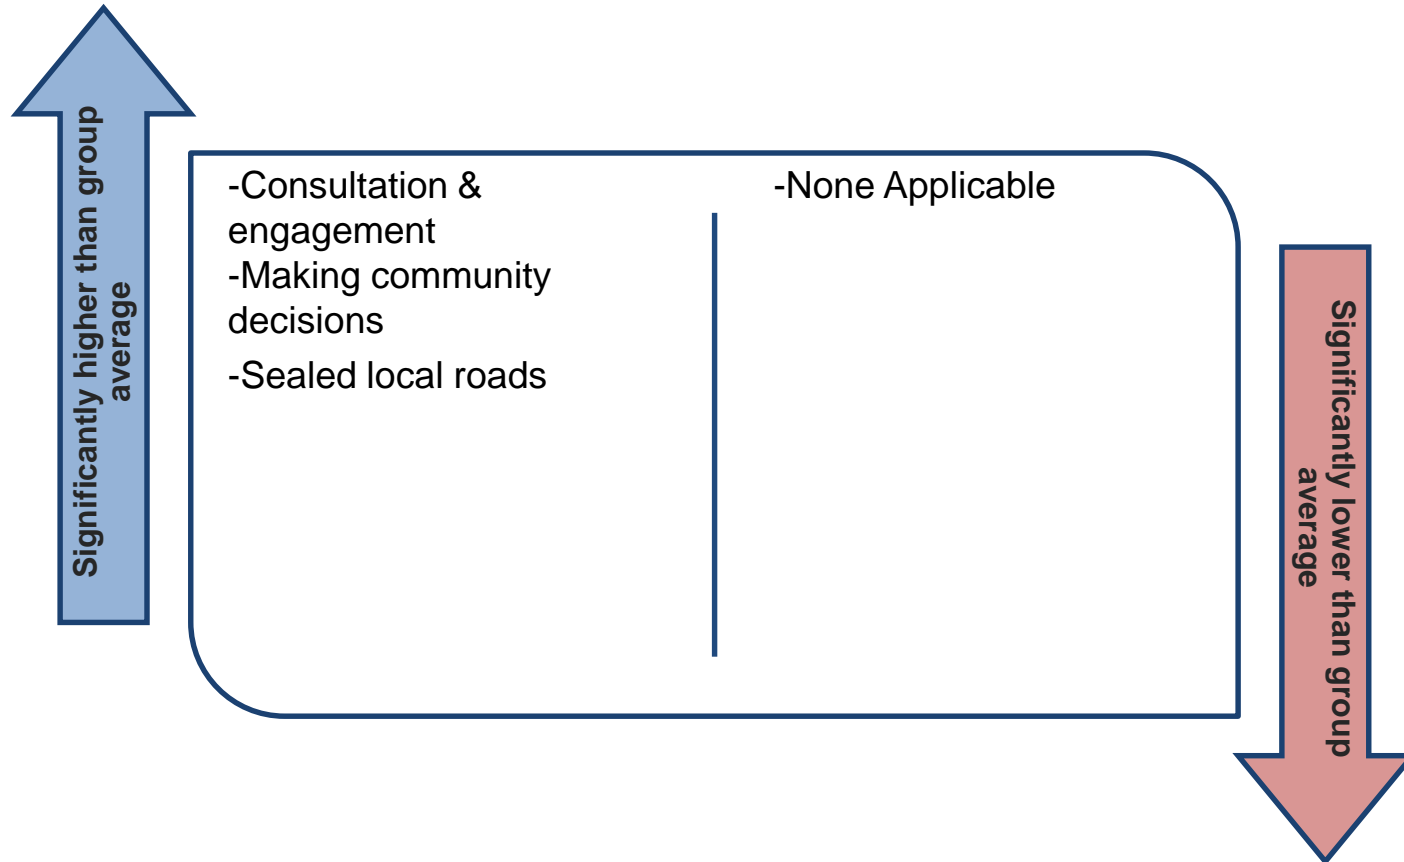 Significantly higher than group
average
-Consultation &
engagement
-Making community
decisions
-Sealed local roads
-None Applicable
Significantly lower than group
average